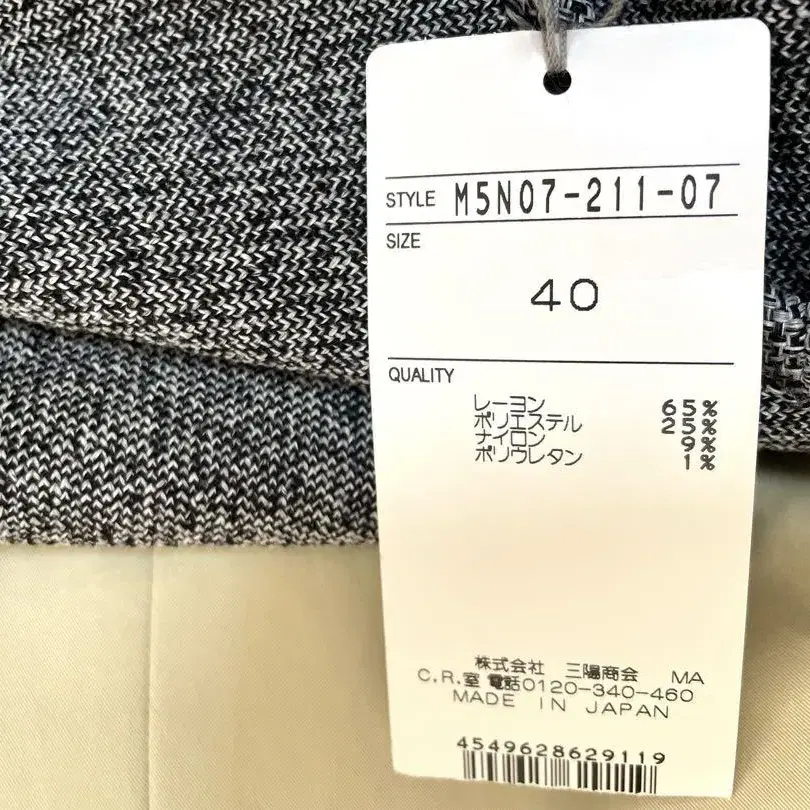 STYLE M5N07-211-07
SIZE
40
QUALITY
レーヨン 65%
ポリエステル 25%
ナイロン 9%
ポリウレタン 1%
株式会社 三陽商会 MA
C.R.室 電話0120-340-460
MADE IN JAPAN
4549628629119